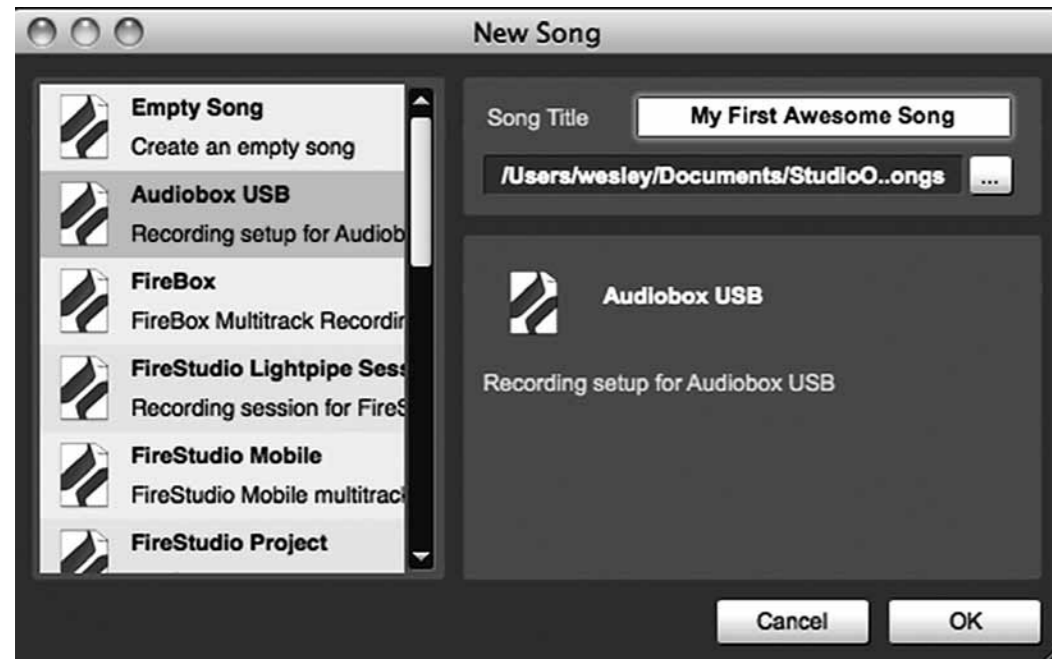 New Song
Empty Song
Create an empty song
Audiobox USB
Recording setup for Audiob
FireBox
FireBox Multitrack Recordin
FireStudio Lightpipe Sess
Recording session for FireS
FireStudio Mobile
FireStudio Mobile multitrac
FireStudio Project
Song Title
My First Awesome Song
/Users/wesley/Documents/StudioO..ongs
...
Audiobox USB
Recording setup for Audiobox USB
Cancel
OK